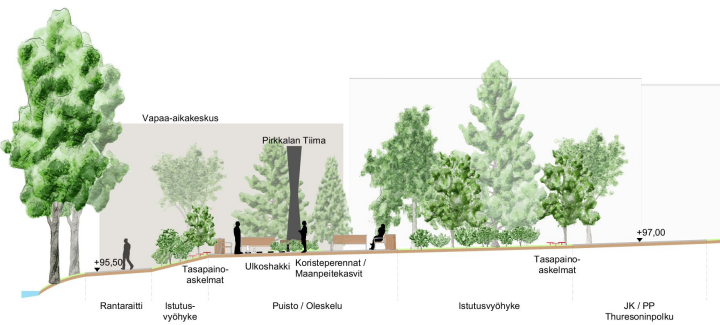 Vapaa-aikakeskus
Pirkkalan Tiima
+97,00
+95,50
Tasapaino-
askelmat
Ulkoshakki
Koristeperennat /
Maanpeitekasvit
Tasapaino-
askelmat
Rantaraitti
Istutus-
vyöhyke
Puisto / Oleskelu
Istutusvyöhyke
JK / PP
Thuresoninpolku